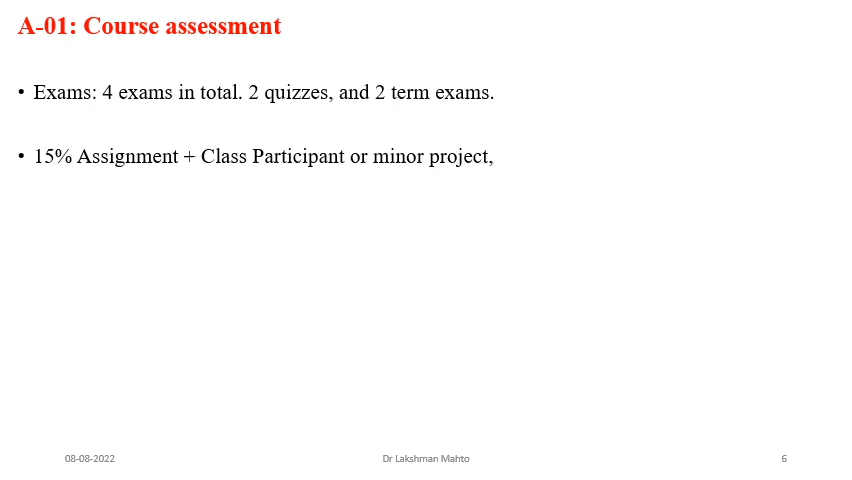 A-01: Course assessment
• Exams: 4 exams in total. 2 quizzes, and 2 term exams.
• 15% Assignment + Class Participant or minor project,
08-08-2022
Dr Lakshman Mahto
6